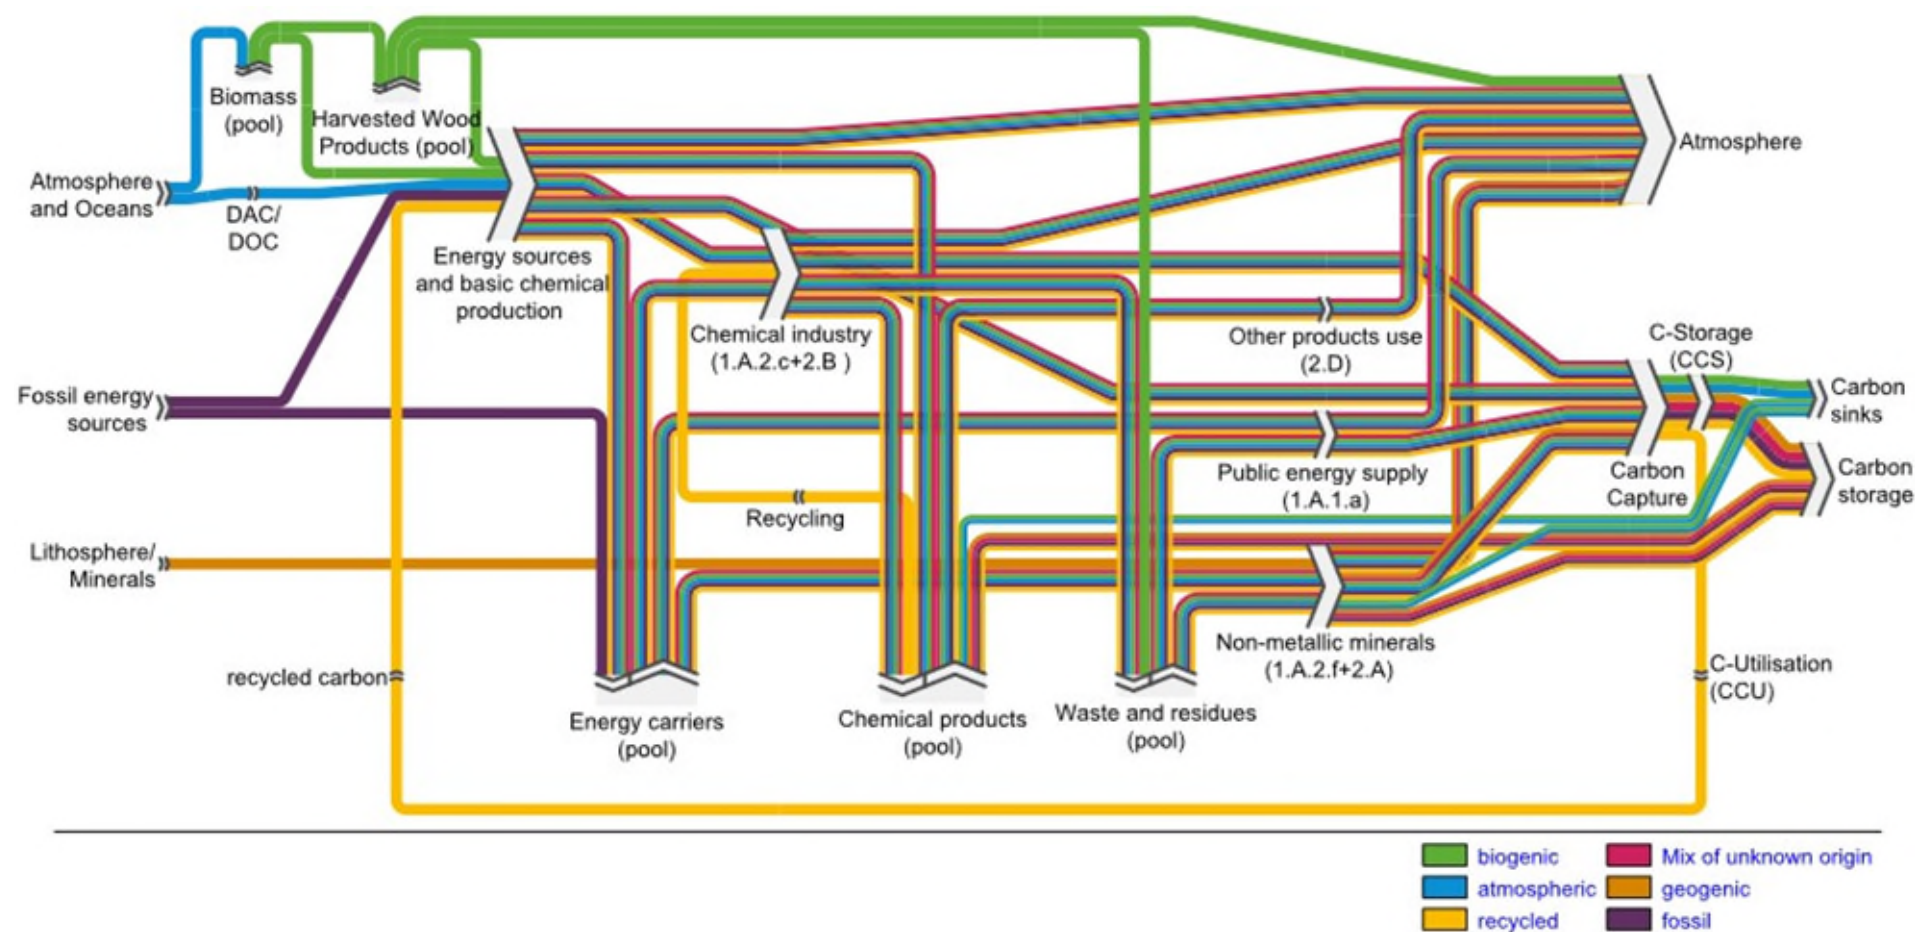 Biomass
(pool)
Harvested Wood
Products (pool)
Atmosphere
Atmosphere
and Oceans
DAC/
DOC
Energy sources
and basic chemical
production
Chemical industry
(1.A.2.c+2.B )
Other products use
(2.D)
C-Storage
(CCS)
Carbon
sinks
Fossil energy
sources
Public energy supply
(1.A.1.a)
Carbon
Capture
Carbon
storage
Recycling
Lithosphere/
Minerals
Non-metallic minerals
(1.A.2.f+2.A)
recycled carbon
C-Utilisation
(CCU)
Energy carriers
(pool)
Chemical products
(pool)
Waste and residues
(pool)
biogenic
Mix of unknown origin
atmospheric
geogenic
recycled
fossil